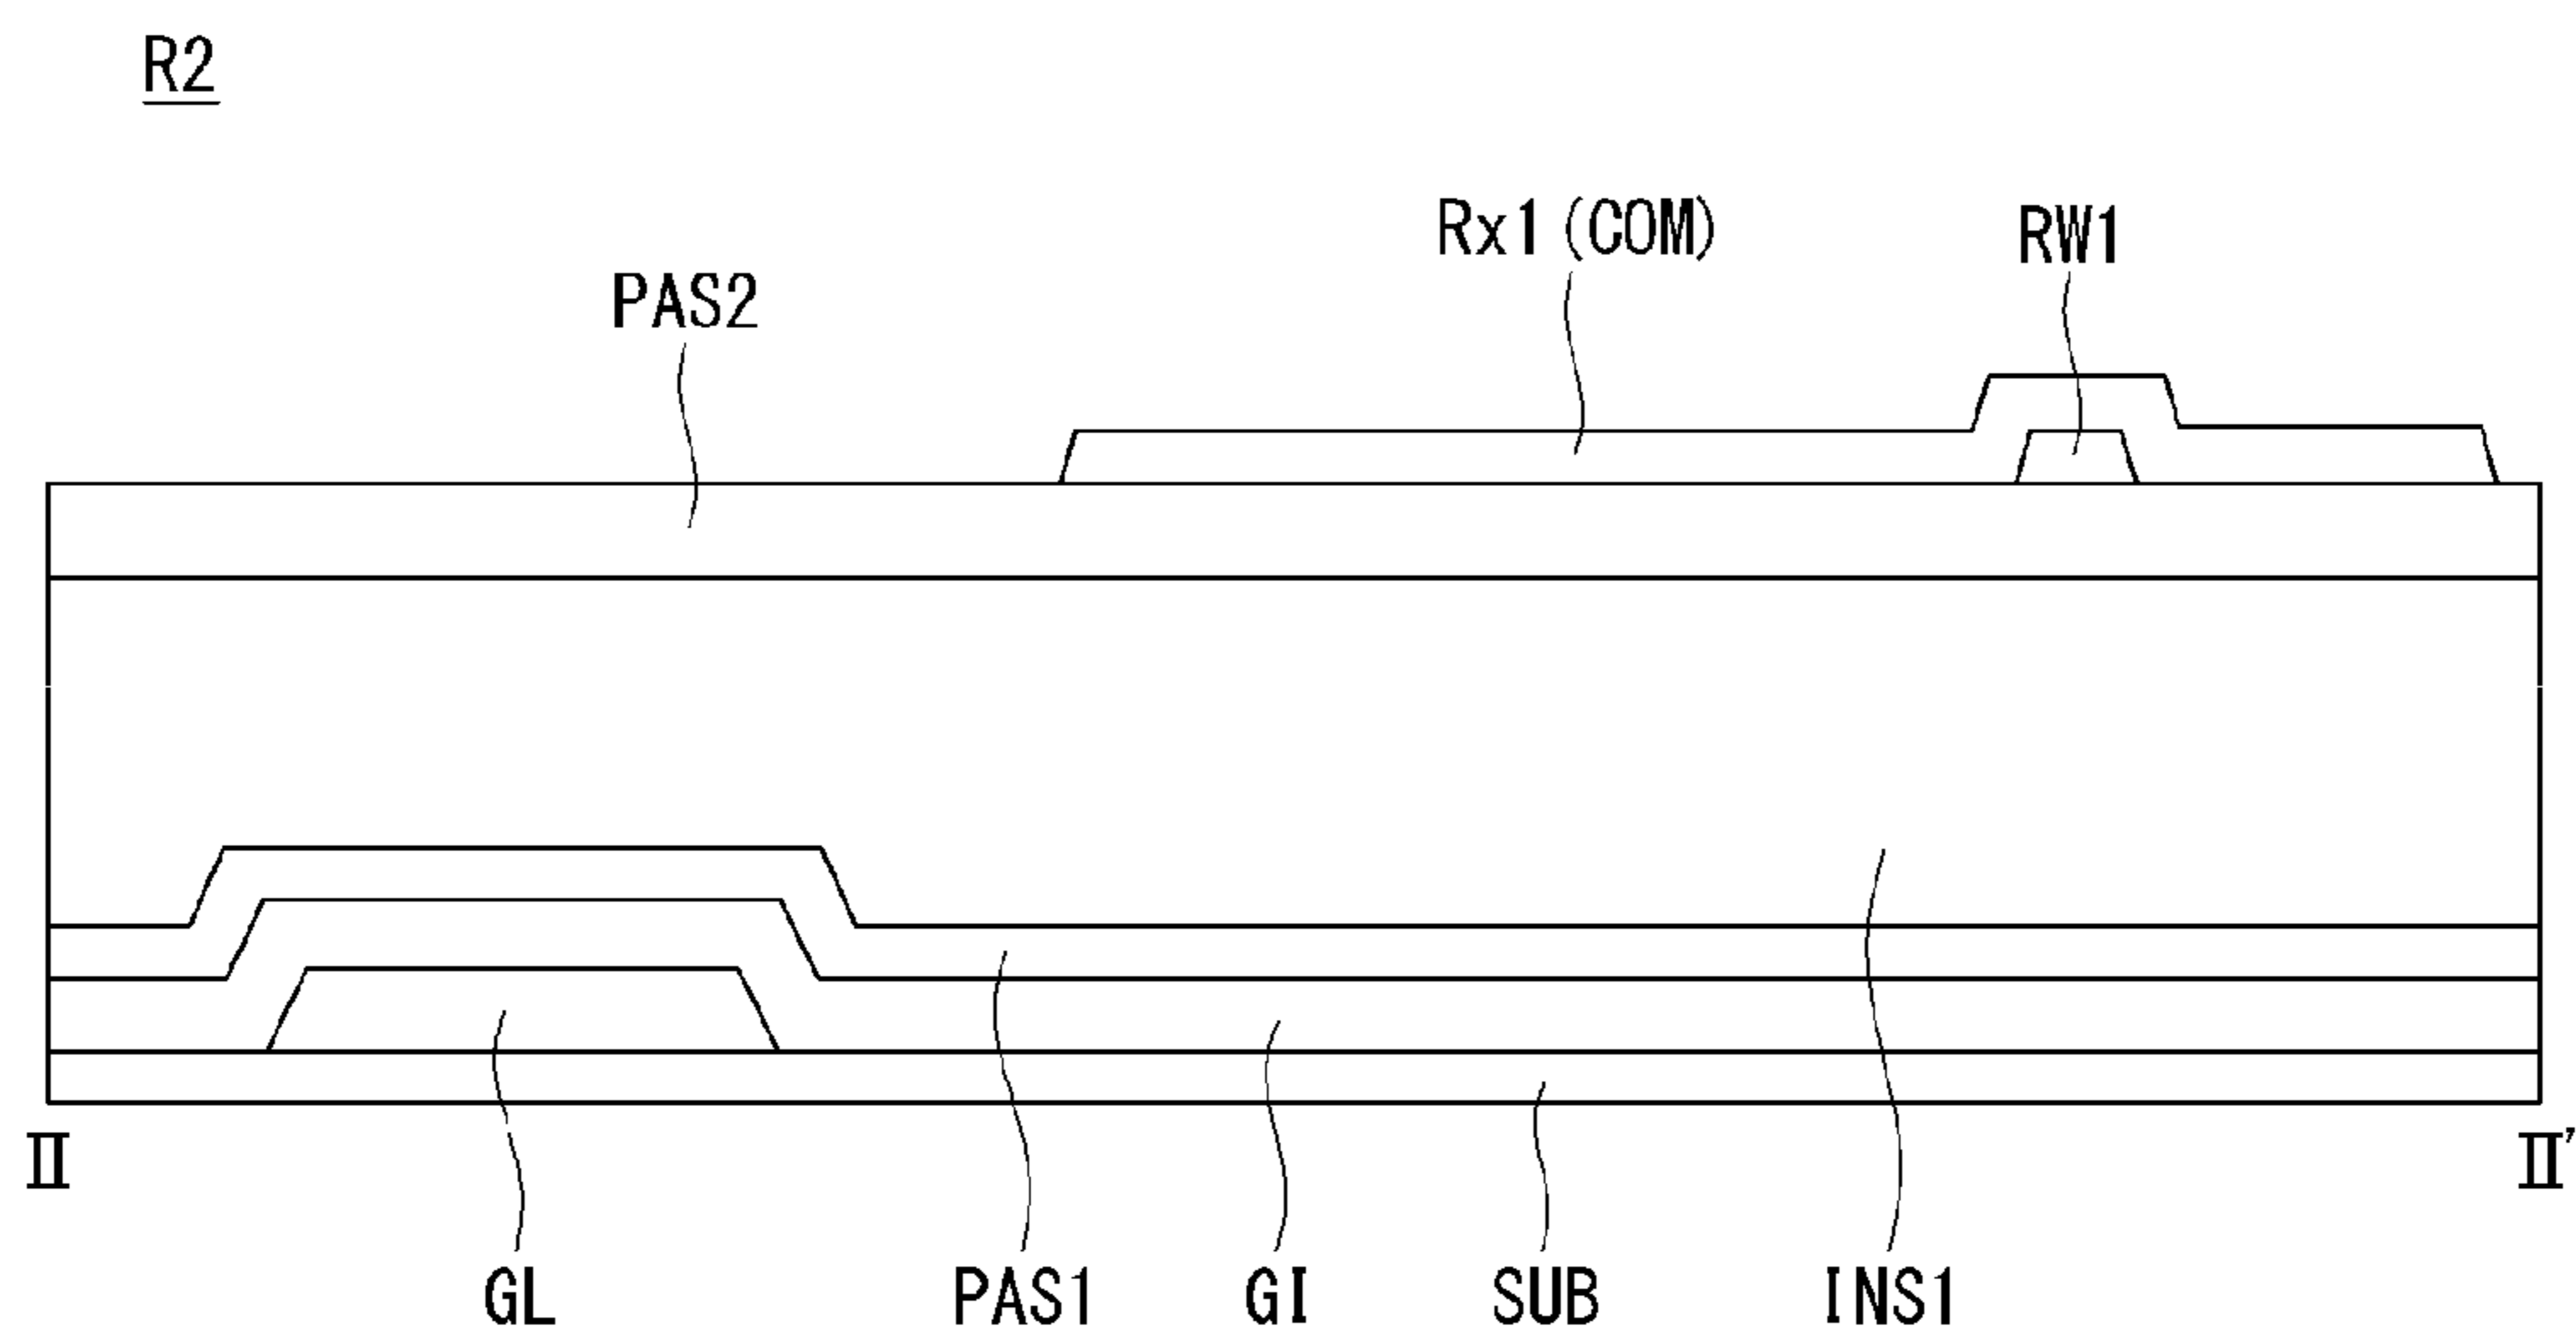 R2
Rx1(COM)
RW1
PAS2
Ⅱ
Ⅱ'
GL
PAS1
GI
SUB
INS1